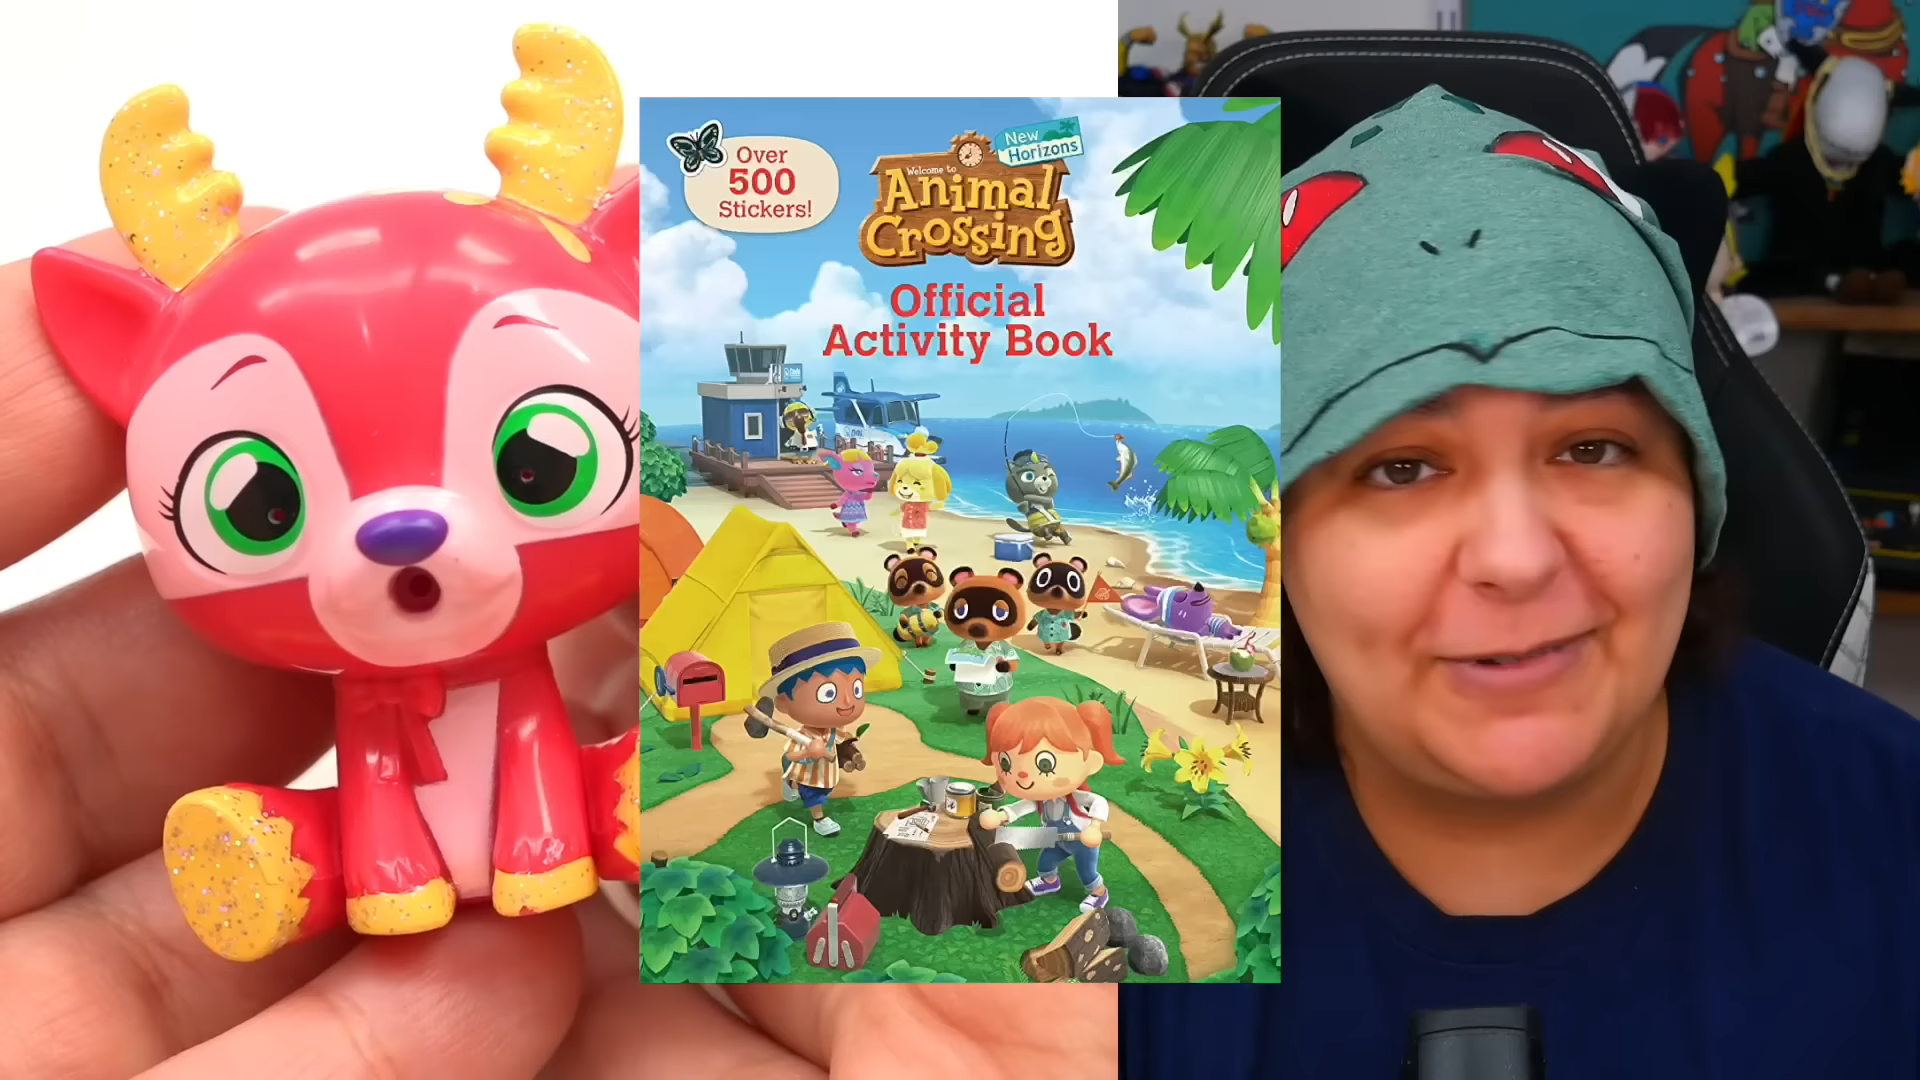 Over
500
Stickers!
New
Horizons
Welcome to
Animal
Crossing
Official
Activity Book